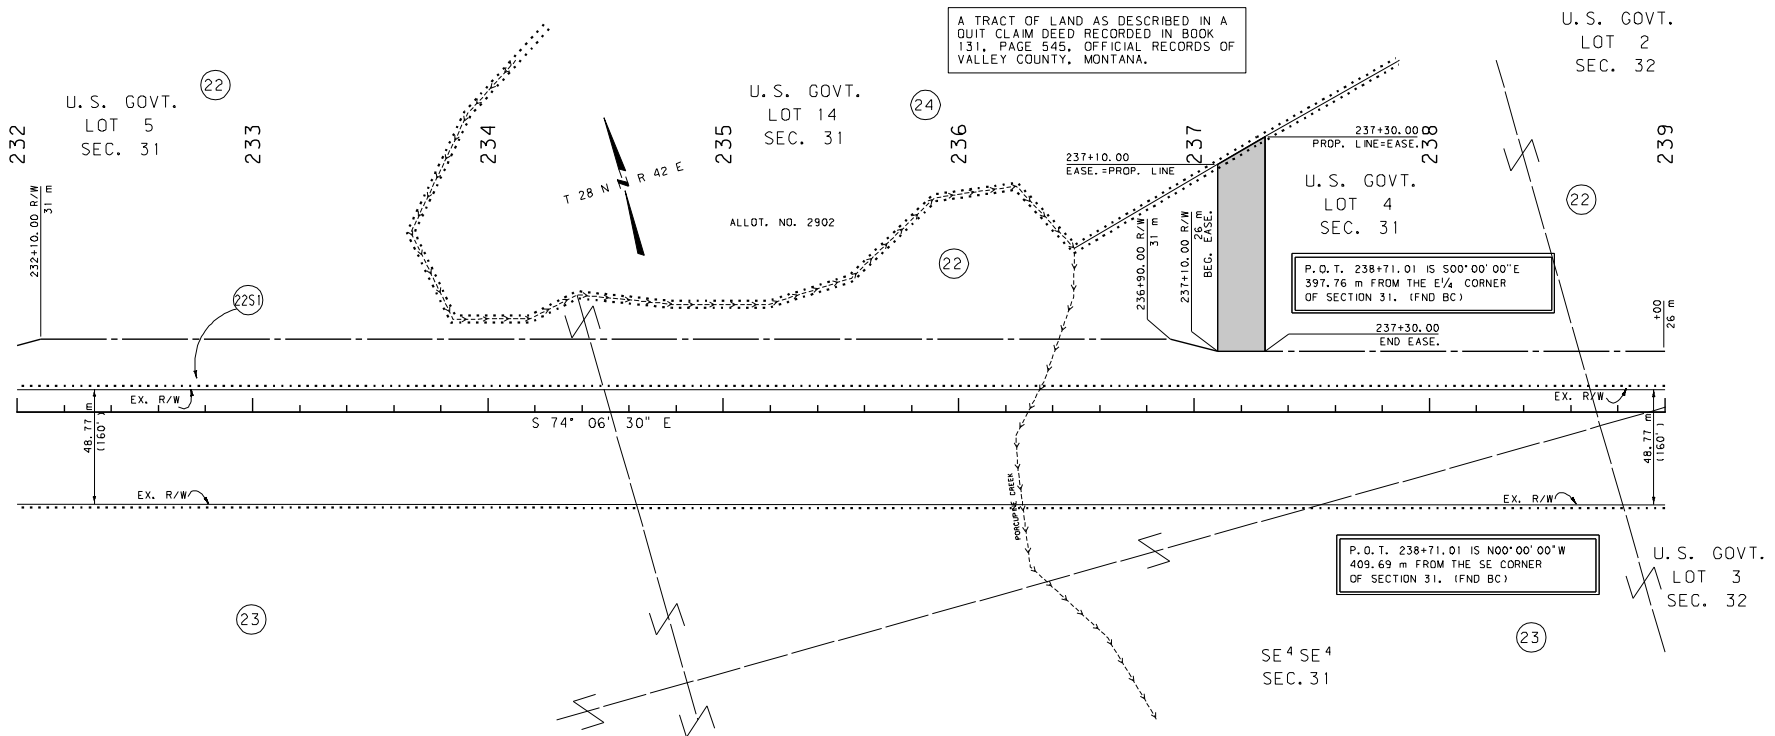 A TRACT OF LAND AS DESCRIBED IN A
QUIT CLAIM DEED RECORDED IN BOOK
131, PAGE 545, OFFICIAL RECORDS OF
VALLEY COUNTY, MONTANA.
U.S. GOVT.
LOT 2
SEC. 32
22
U.S. GOVT.
LOT 5
SEC. 31
U.S. GOVT.
LOT 14
SEC. 31
24
232
233
234
235
236
237
238
239
237+30.00
PROP. LINE=EASE.
237+10.00
EASE.=PROP. LINE
T 28 N R 42 E
N
U.S. GOVT.
LOT 4
SEC. 31
22
ALLOT. NO. 2902
232+10.00 R/W
31 m
236+90.00 R/W
31 m
237+10.00 R/W
26 m
BEG. EASE.
22
P.O.T. 238+71.01 IS S00°00'00"E
397.76 m FROM THE E¼ CORNER
OF SECTION 31. (FND BC)
22S1
+00
26 m
237+30.00
END EASE.
EX. R/W
EX. R/W
S 74° 06' 30" E
48.77 m
(160')
48.77 m
(160')
EX. R/W
EX. R/W
PORCUPINE CREEK
P.O.T. 238+71.01 IS N00°00'00"W
409.69 m FROM THE SE CORNER
OF SECTION 31. (FND BC)
U.S. GOVT.
LOT 3
SEC. 32
23
23
SE⁴ SE⁴
SEC. 31